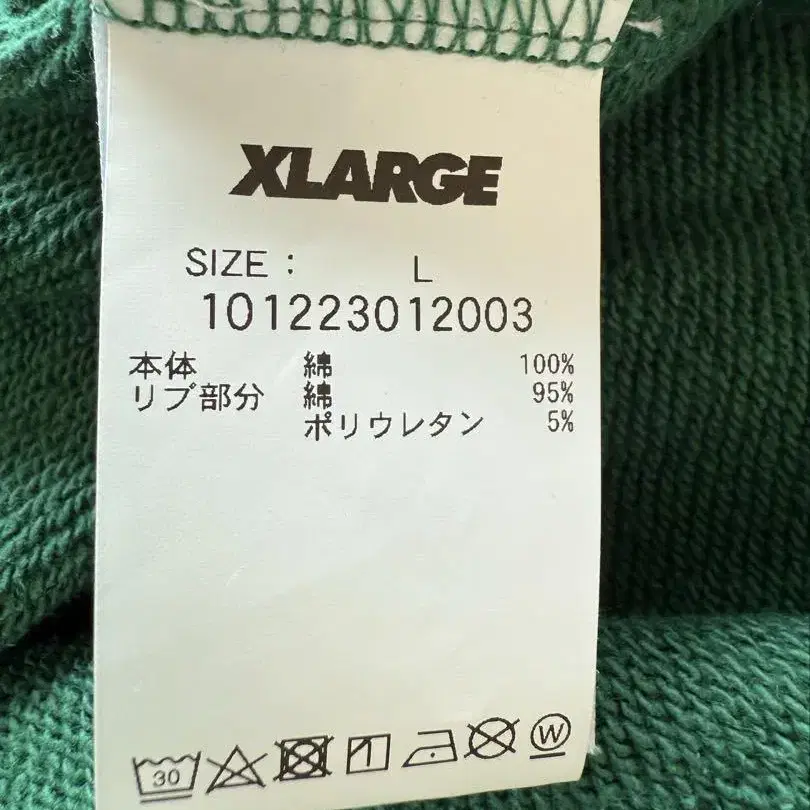 XLARGE
SIZE : L
101223012003
本体 綿 100%
リブ部分 綿 95%
ポリウレタン 5%
30 W